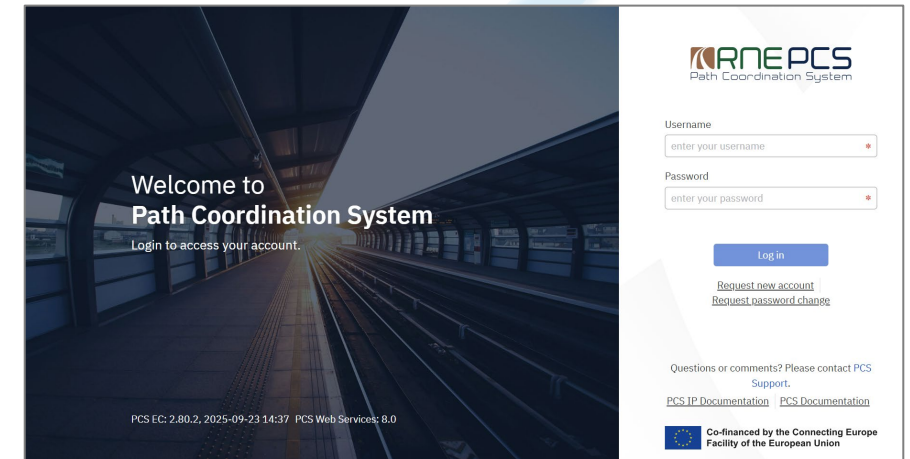 Welcome to
Path Coordination System
Login to access your account.
PCS EC: 2.80.2, 2025-09-23 14:37 PCS Web Services: 8.0
RNE PCS
Path Coordination System
Username
enter your username *
Password
enter your password *
Log in
Request new account
Request password change
Questions or comments? Please contact PCS
Support.
PCS IP Documentation PCS Documentation
Co-financed by the Connecting Europe
Facility of the European Union